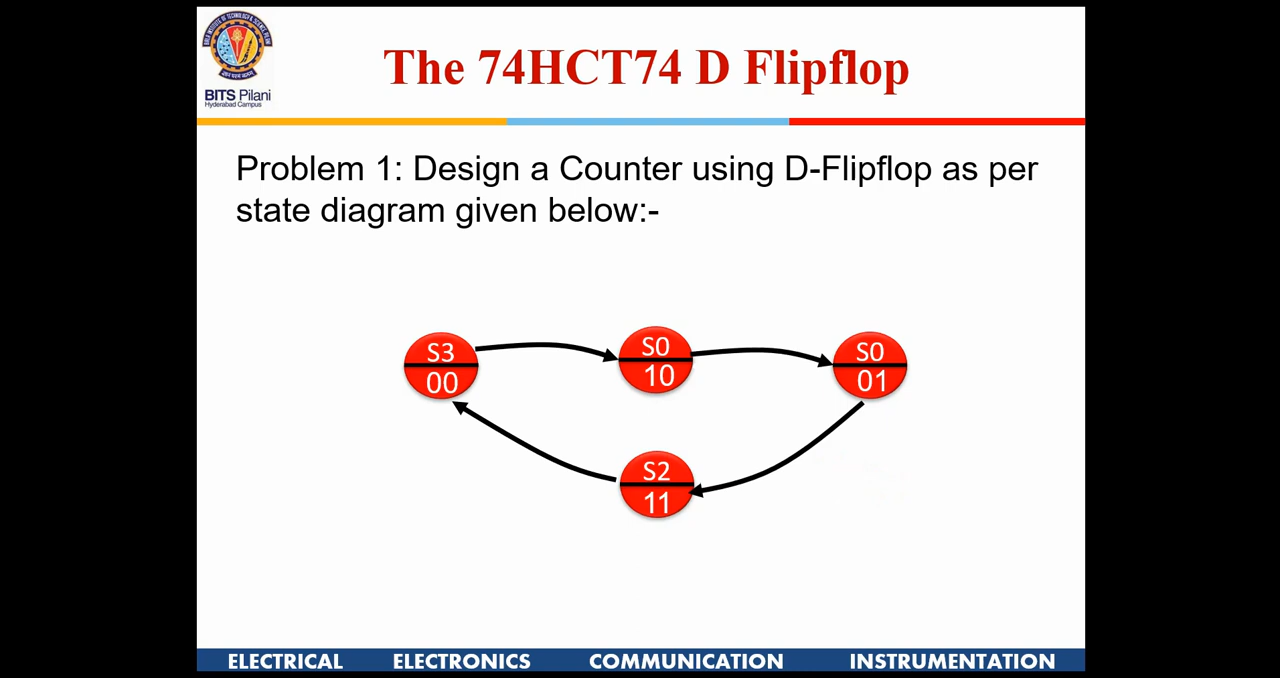 The 74HCT74 D Flipflop
BITS Pilani
Hyderabad Campus
Problem 1: Design a Counter using D-Flipflop as per
state diagram given below:-
S3
00
S0
10
S0
01
S2
11
ELECTRICAL ELECTRONICS COMMUNICATION INSTRUMENTATION